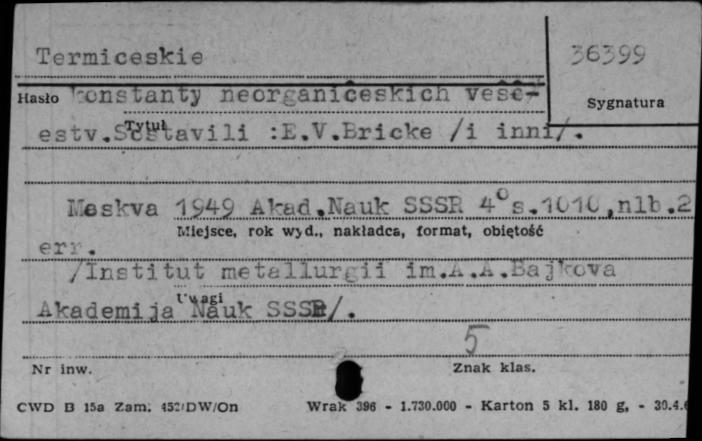 Termiceskie
36399
Hasło konstanty neorganičeskich vešč-
Sygnatura
estv.Sostavili :E.V.Bricke /i inni/.
Tytuł
Moskva 1949 Akad.Nauk SSSR 4° s.1010,nlb.2
Miejsce, rok wyd., nakładca, format, objętość
err.
/Institut metallurgii im.A.A.Bajkova
Uwagi
Akademija Nauk SSSR/.
5
Nr inw.
Znak klas.
CWD B 15a Zam. 452/DW/On Wrak 396 - 1.730.000 - Karton 5 kl. 180 g, - 30.4.